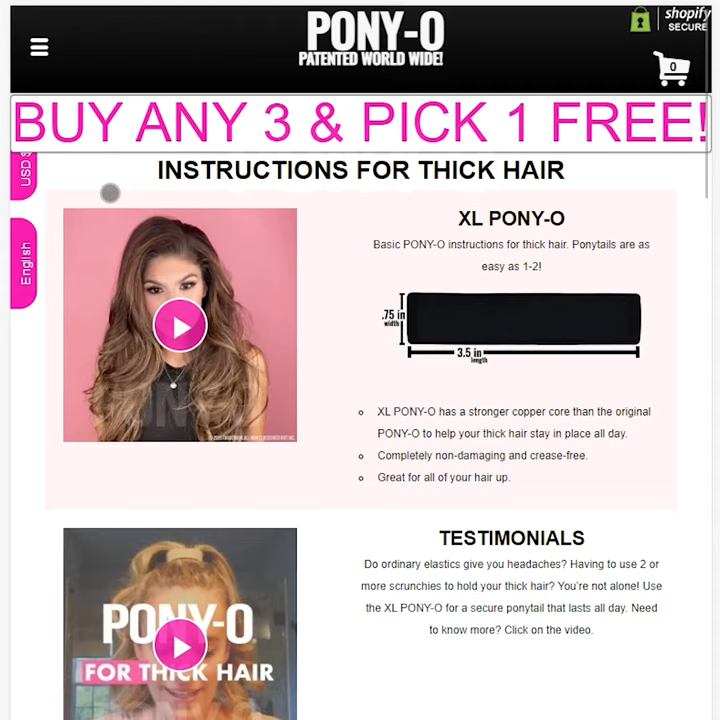 PONY-O
PATENTED WORLD WIDE!
shopify
SECURE
0
BUY ANY 3 & PICK 1 FREE!
USD
English
INSTRUCTIONS FOR THICK HAIR
XL PONY-O
Basic PONY-O instructions for thick hair. Ponytails are as
easy as 1-2!
.75 in
width
3.5 in
length
XL PONY-O has a stronger copper core than the original
PONY-O to help your thick hair stay in place all day.
Completely non-damaging and crease-free.
Great for all of your hair up.
PONY-O
FOR THICK HAIR
TESTIMONIALS
Do ordinary elastics give you headaches? Having to use 2 or
more scrunchies to hold your thick hair? You're not alone! Use
the XL PONY-O for a secure ponytail that lasts all day. Need
to know more? Click on the video.